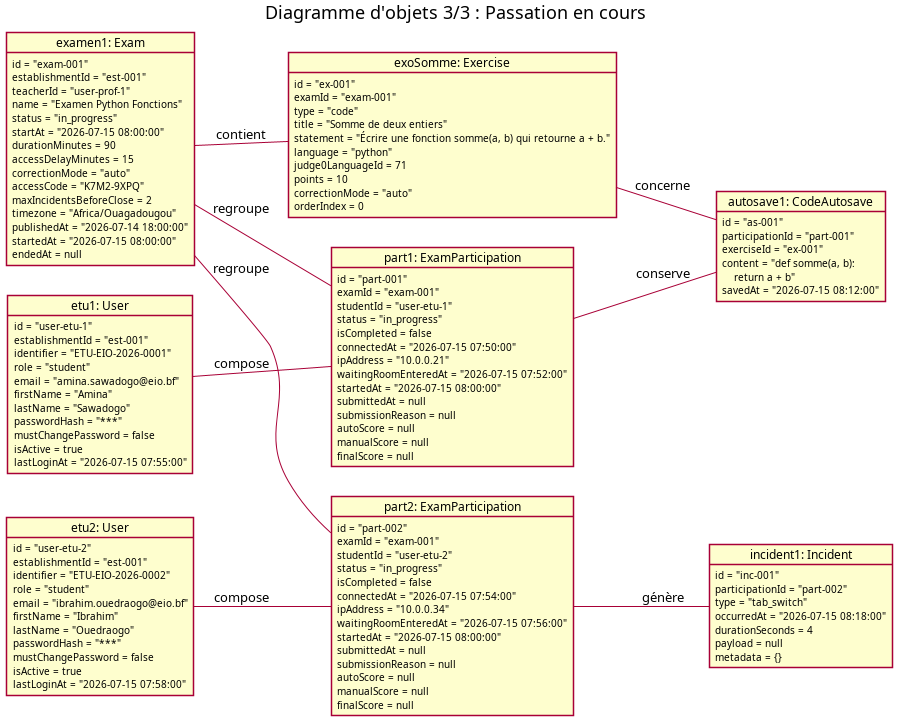 Diagramme d'objets 3/3 : Passation en cours
examen1: Exam
id = "exam-001"
establishmentId = "est-001"
teacherId = "user-prof-1"
name = "Examen Python Fonctions"
status = "in_progress"
startAt = "2026-07-15 08:00:00"
durationMinutes = 90
accessDelayMinutes = 15
correctionMode = "auto"
accessCode = "K7M2-9XPQ"
maxIncidentsBeforeClose = 2
timezone = "Africa/Ouagadougou"
publishedAt = "2026-07-14 18:00:00"
startedAt = "2026-07-15 08:00:00"
endedAt = null
contient
regroupe
regroupe
exoSomme: Exercise
id = "ex-001"
examId = "exam-001"
type = "code"
title = "Somme de deux entiers"
statement = "Écrire une fonction somme(a, b) qui retourne a + b."
language = "python"
judge0LanguageId = 71
points = 10
correctionMode = "auto"
orderIndex = 0
concerne
autosave1: CodeAutosave
id = "as-001"
participationId = "part-001"
exerciseId = "ex-001"
content = "def somme(a, b):
return a + b"
savedAt = "2026-07-15 08:12:00"
conserve
part1: ExamParticipation
id = "part-001"
examId = "exam-001"
studentId = "user-etu-1"
status = "in_progress"
isCompleted = false
connectedAt = "2026-07-15 07:50:00"
ipAddress = "10.0.0.21"
waitingRoomEnteredAt = "2026-07-15 07:52:00"
startedAt = "2026-07-15 08:00:00"
submittedAt = null
submissionReason = null
autoScore = null
manualScore = null
finalScore = null
etu1: User
id = "user-etu-1"
establishmentId = "est-001"
identifier = "ETU-EIO-2026-0001"
role = "student"
email = "amina.sawadogo@eio.bf"
firstName = "Amina"
lastName = "Sawadogo"
passwordHash = "***"
mustChangePassword = false
isActive = true
lastLoginAt = "2026-07-15 07:55:00"
compose
etu2: User
id = "user-etu-2"
establishmentId = "est-001"
identifier = "ETU-EIO-2026-0002"
role = "student"
email = "ibrahim.ouedraogo@eio.bf"
firstName = "Ibrahim"
lastName = "Ouedraogo"
passwordHash = "***"
mustChangePassword = false
isActive = true
lastLoginAt = "2026-07-15 07:58:00"
compose
part2: ExamParticipation
id = "part-002"
examId = "exam-001"
studentId = "user-etu-2"
status = "in_progress"
isCompleted = false
connectedAt = "2026-07-15 07:54:00"
ipAddress = "10.0.0.34"
waitingRoomEnteredAt = "2026-07-15 07:56:00"
startedAt = "2026-07-15 08:00:00"
submittedAt = null
submissionReason = null
autoScore = null
manualScore = null
finalScore = null
génère
incident1: Incident
id = "inc-001"
participationId = "part-002"
type = "tab_switch"
occurredAt = "2026-07-15 08:18:00"
durationSeconds = 4
payload = null
metadata = {}